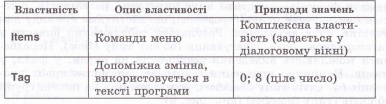 Властивість
Опис властивості
Приклади значень
Items
Команди меню
Комплексна власти-
вість (задається у
діалоговому вікні)
Tag
Допоміжна змінна,
використовується в
тексті програми
0; 8 (ціле число)